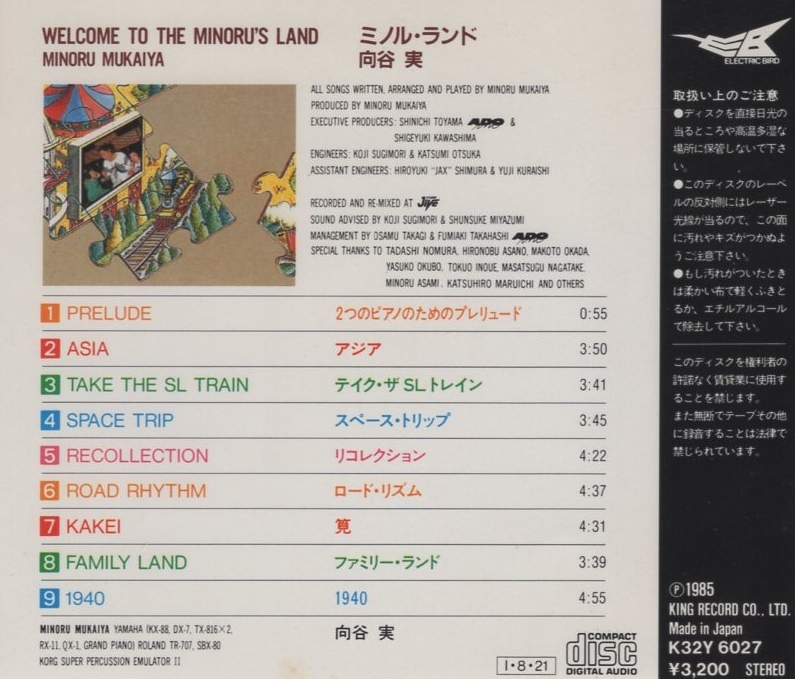 WELCOME TO THE MINORU'S LAND ミノル・ランド
MINORU MUKAIYA 向谷 実
ALL SONGS WRITTEN, ARRANGED AND PLAYED BY MINORU MUKAIYA
PRODUCED BY MINORU MUKAIYA
EXECUTIVE PRODUCERS: SHINICHI TOYAMA ADO &
SHIGEYUKI KAWASHIMA
ENGINEERS: KOJI SUGIMORI & KATSUMI OTSUKA
ASSISTANT ENGINEERS: HIROYUKI "JAX" SHIMURA & YUJI KURAISHI
RECORDED AND RE-MIXED AT Jive
SOUND ADVISED BY KOJI SUGIMORI & SHUNSUKE MIYAZUMI
MANAGEMENT BY OSAMU TAKAGI & FUMIAKI TAKAHASHI ADO
SPECIAL THANKS TO TADASHI NOMURA, HIRONOBU ASANO, MAKOTO OKADA,
YASUKO OKUBO, TOKUO INOUE, MASATSUGU NAGATAKE,
MINORU ASAMI, KATSUHIRO MARUICHI AND OTHERS
1 PRELUDE 2つのピアノのためのプレリュード 0:55
2 ASIA アジア 3:50
3 TAKE THE SL TRAIN テイク・ザ SL トレイン 3:41
4 SPACE TRIP スペース・トリップ 3:45
5 RECOLLECTION リコレクション 4:22
6 ROAD RHYTHM ロード・リズム 4:37
7 KAKEI 筧 4:31
8 FAMILY LAND ファミリー・ランド 3:39
9 1940 1940 4:55
MINORU MUKAIYA YAMAHA (KX-88, DX-7, TX-816×2,
RX-11, QX-1, GRAND PIANO) ROLAND TR-707, SBX-80
KORG SUPER PERCUSSION EMULATOR II
向谷 実
1・8・21
COMPACT
disc
DIGITAL AUDIO
EB
ELECTRIC BIRD
取扱い上のご注意
●ディスクを直接日光の
当るところや高温多湿な
場所に保管しないで下さ
い。
●このディスクのレーベ
ルの反対側にはレーザー
光線が当るので、この面
に汚れやキズがつかぬよ
うご注意下さい。
●もし汚れがついたとき
は柔かい布で軽くふきと
るか、エチルアルコール
で除去して下さい。
このディスクを権利者の
許諾なく賃貸業に使用す
ることを禁じます。
また無断でテープその他
に録音することは法律で
禁じられています。
Ⓟ1985
KING RECORD CO., LTD.
Made in Japan
K32Y 6027
¥3,200 STEREO